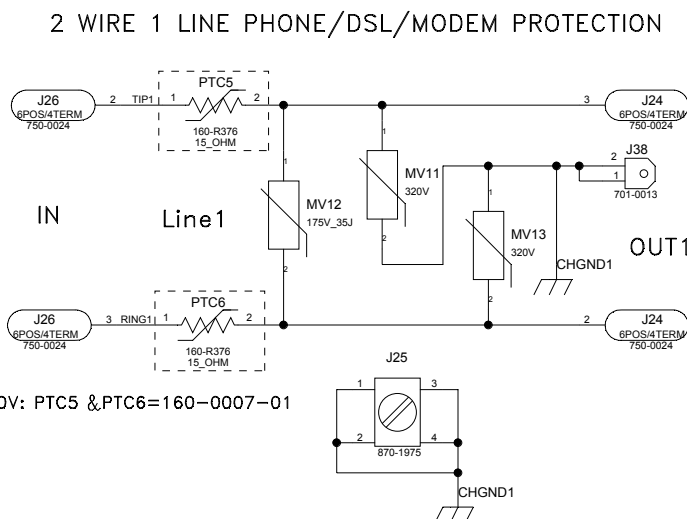 2 WIRE 1 LINE PHONE/DSL/MODEM PROTECTION
PTC5
J26
6POS/4TERM
750-0024
2 TIP1 1 2
160-R376
15_OHM
3
J24
6POS/4TERM
750-0024
J38
2
1
701-0013
1
MV11
320V
2
1
MV12
175V_35J
2
1
MV13
320V
2
IN
Line1
OUT1
CHGND1
PTC6
J26
6POS/4TERM
750-0024
3 RING1 1 2
160-R376
15_OHM
2
J24
6POS/4TERM
750-0024
J25
1 3
2 4
870-1975
0V: PTC5 &PTC6=160-0007-01
CHGND1